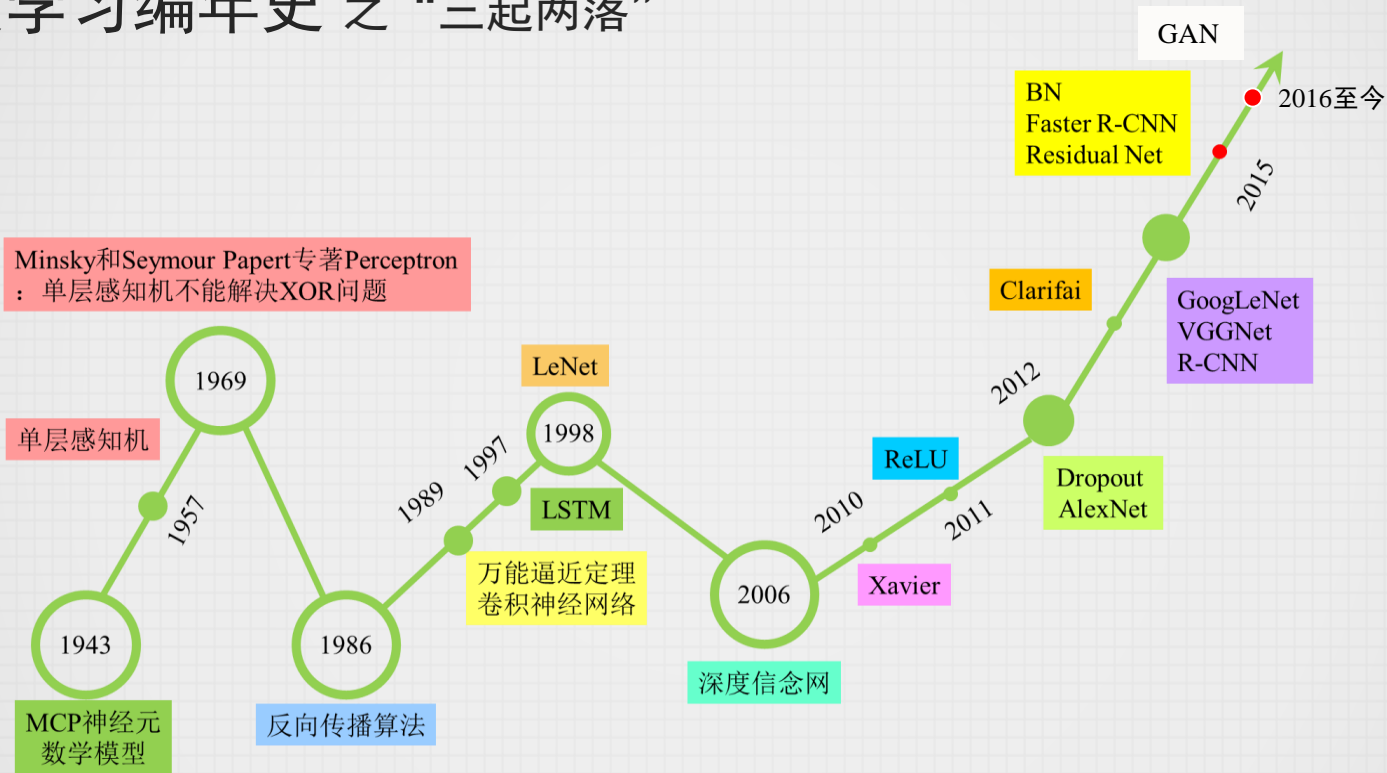 学习编年史 之 “三起两落”
GAN
2016至今
BN
Faster R-CNN
Residual Net
2015
Minsky和Seymour Papert专著Perceptron
：单层感知机不能解决XOR问题
Clarifai
GoogLeNet
VGGNet
R-CNN
1969
LeNet
2012
单层感知机
1998
1997
ReLU
Dropout
AlexNet
1957
1989
LSTM
2010
2011
万能逼近定理
卷积神经网络
Xavier
2006
1943
1986
深度信念网
MCP神经元
数学模型
反向传播算法